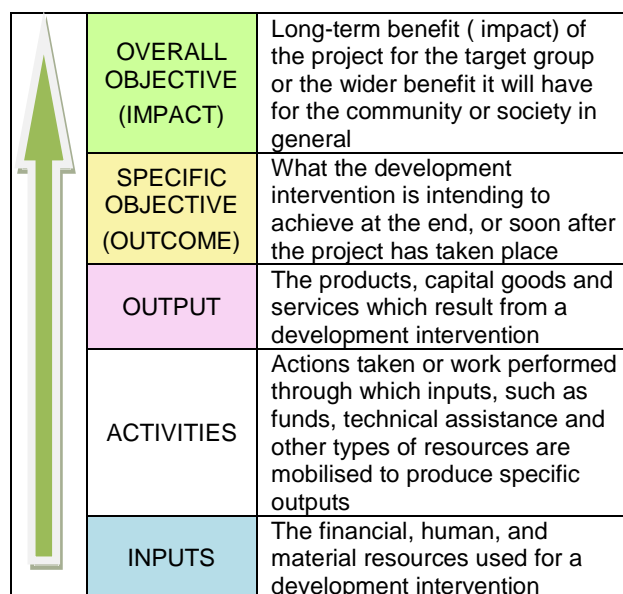 OVERALL
OBJECTIVE
(IMPACT)
Long-term benefit ( impact) of
the project for the target group
or the wider benefit it will have
for the community or society in
general
SPECIFIC
OBJECTIVE
(OUTCOME)
What the development
intervention is intending to
achieve at the end, or soon after
the project has taken place
OUTPUT
The products, capital goods and
services which result from a
development intervention
ACTIVITIES
Actions taken or work performed
through which inputs, such as
funds, technical assistance and
other types of resources are
mobilised to produce specific
outputs
INPUTS
The financial, human, and
material resources used for a
development intervention